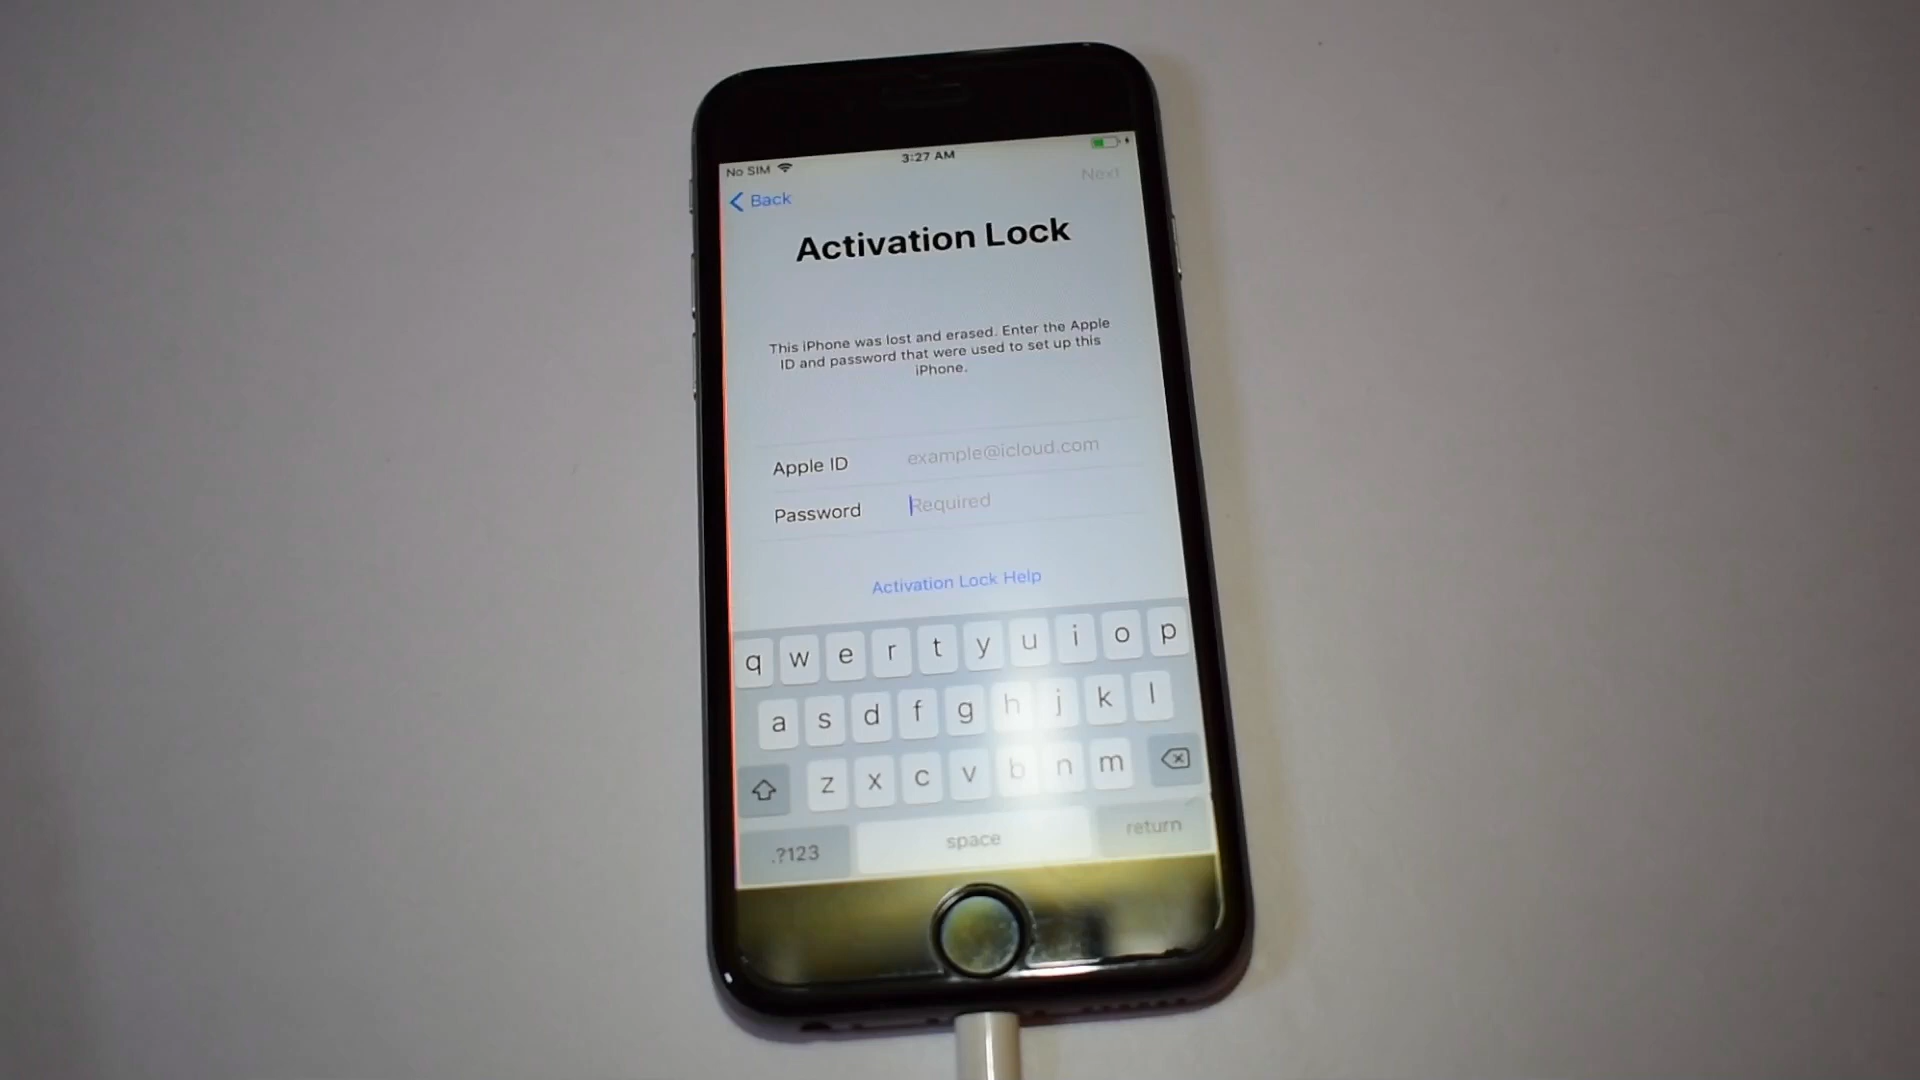 No SIM 3:27 AM
Back Next
Activation Lock
This iPhone was lost and erased. Enter the Apple
ID and password that were used to set up this
iPhone.
Apple ID example@icloud.com
Password Required
Activation Lock Help
q w e r t y u i o p
a s d f g h j k l
z x c v b n m
.?123 space return